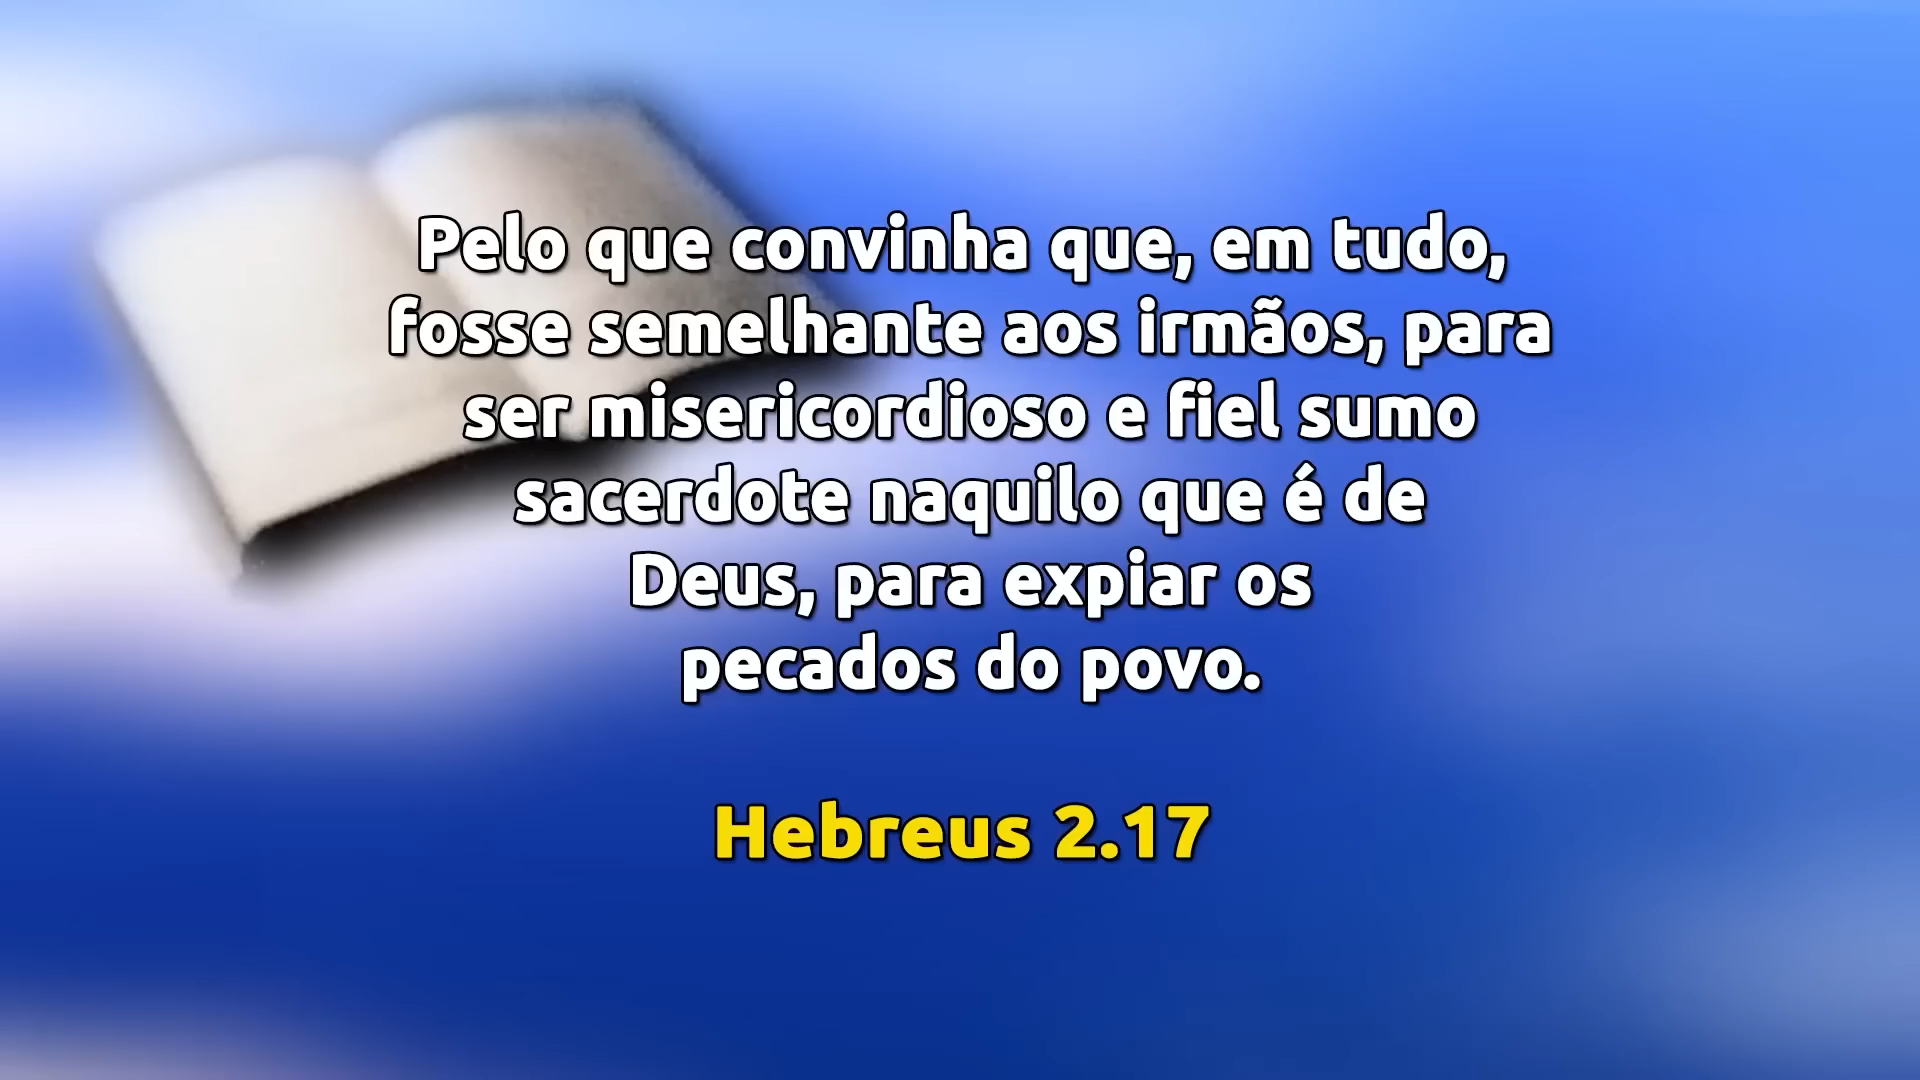 Pelo que convinha que, em tudo,
fosse semelhante aos irmãos, para
ser misericordioso e fiel sumo
sacerdote naquilo que é de
Deus, para expiar os
pecados do povo.
Hebreus 2.17